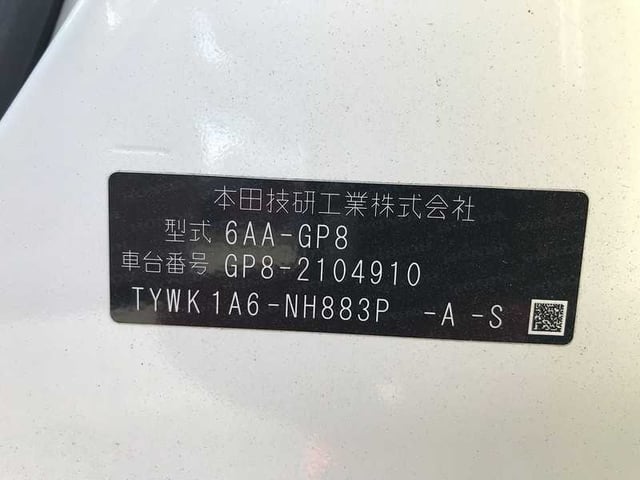 本田技研工業株式会社
型式 6AA-GP8
車台番号 GP8-2104910
TYWK1A6-NH883P -A -S